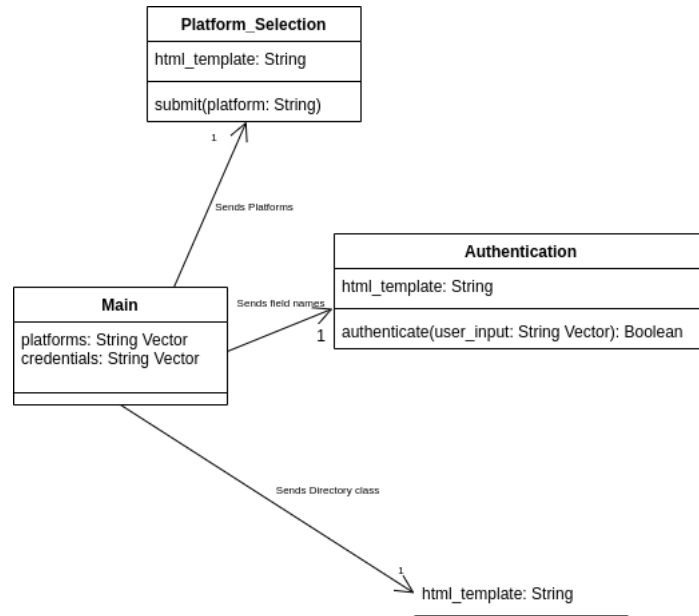 Platform_Selection
html_template: String
submit(platform: String)
1
Sends Platforms
Authentication
html_template: String
authenticate(user_input: String Vector): Boolean
Sends field names
1
Main
platforms: String Vector
credentials: String Vector
Sends Directory class
1
html_template: String